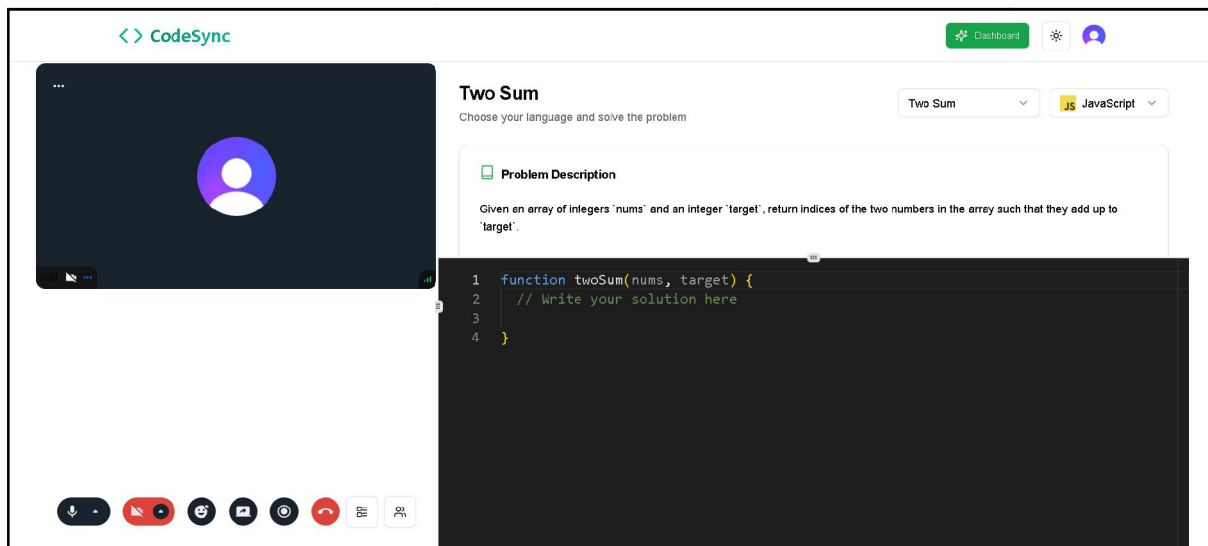 <> CodeSync
Dashboard
Two Sum
Choose your language and solve the problem
Two Sum
JS JavaScript
Problem Description
Given an array of integers `nums` and an integer `target`, return indices of the two numbers in the array such that they add up to
`target`.
1 function twoSum(nums, target) {
2 // Write your solution here
3
4 }